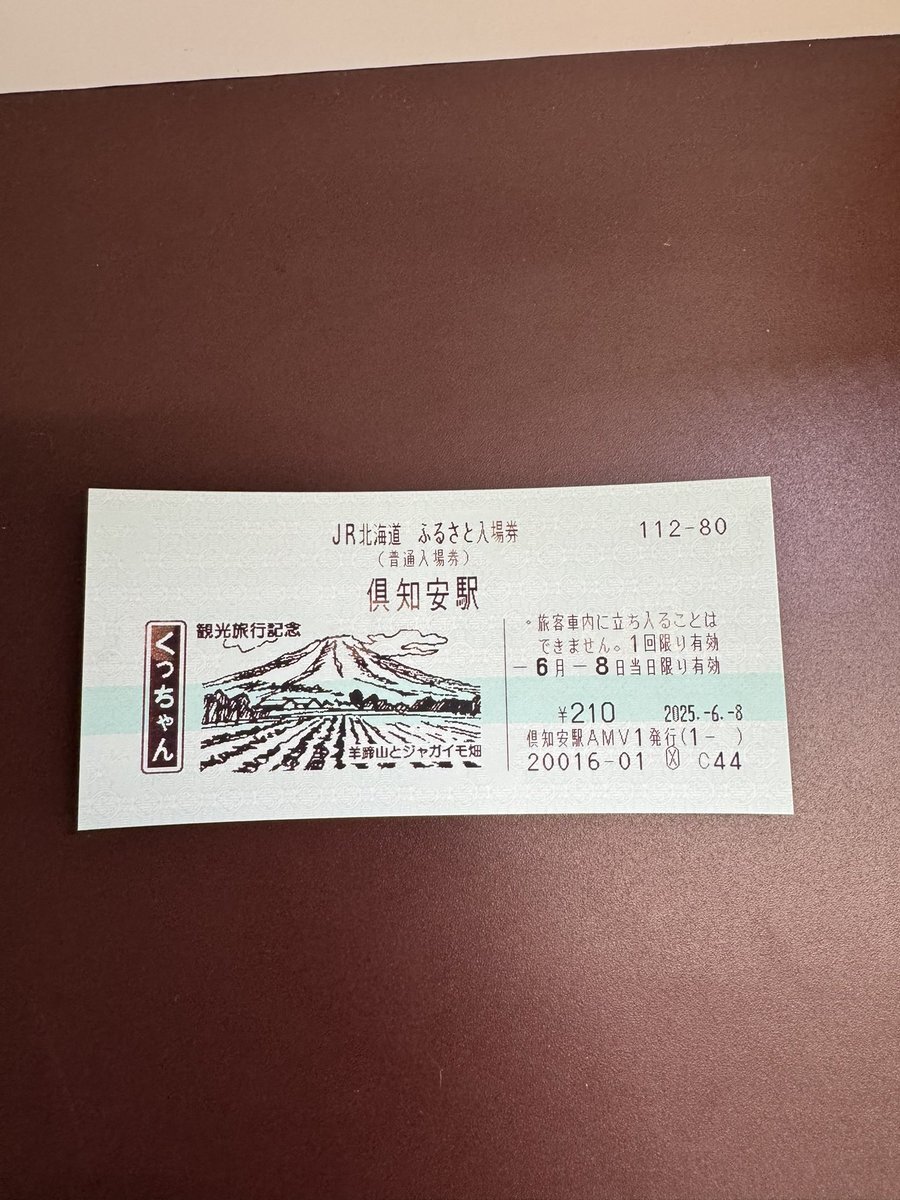 JR北海道 ふるさと入場券
112-80
(普通入場券)
倶知安駅
くっちゃん
観光旅行記念
羊蹄山とジャガイモ畑
・旅客車内に立ち入ることは
できません。1回限り有効
-6月-8日当日限り有効
¥210 2025.-6.-8
倶知安駅AMV1発行(1- )
20016-01 Ⓧ C44